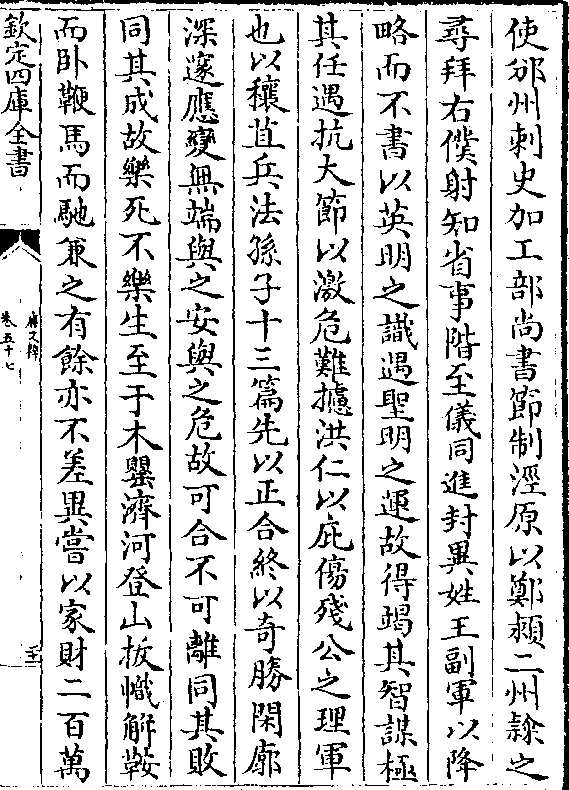 使邠州刺史加工部尚書節制涇原以鄭潁二州隸之
尋拜右僕射知省事階至儀同進封異姓王副軍以降
略而不書以英明之識遇聖明之運故得竭其智謀極
其任遇抗大節以激危難攄洪仁以庇傷殘公之理軍
也以穰苴兵法孫子十三篇先以正合終以奇勝閑廓
深邃應變無端與之安與之危故可合不可離同其敗
同其成故樂死不樂生至于木罌濟河登山拔幟解鞍
而卧鞭馬而馳兼之有餘亦不差異嘗以家財二百萬
欽定四庫全書
卷五十七